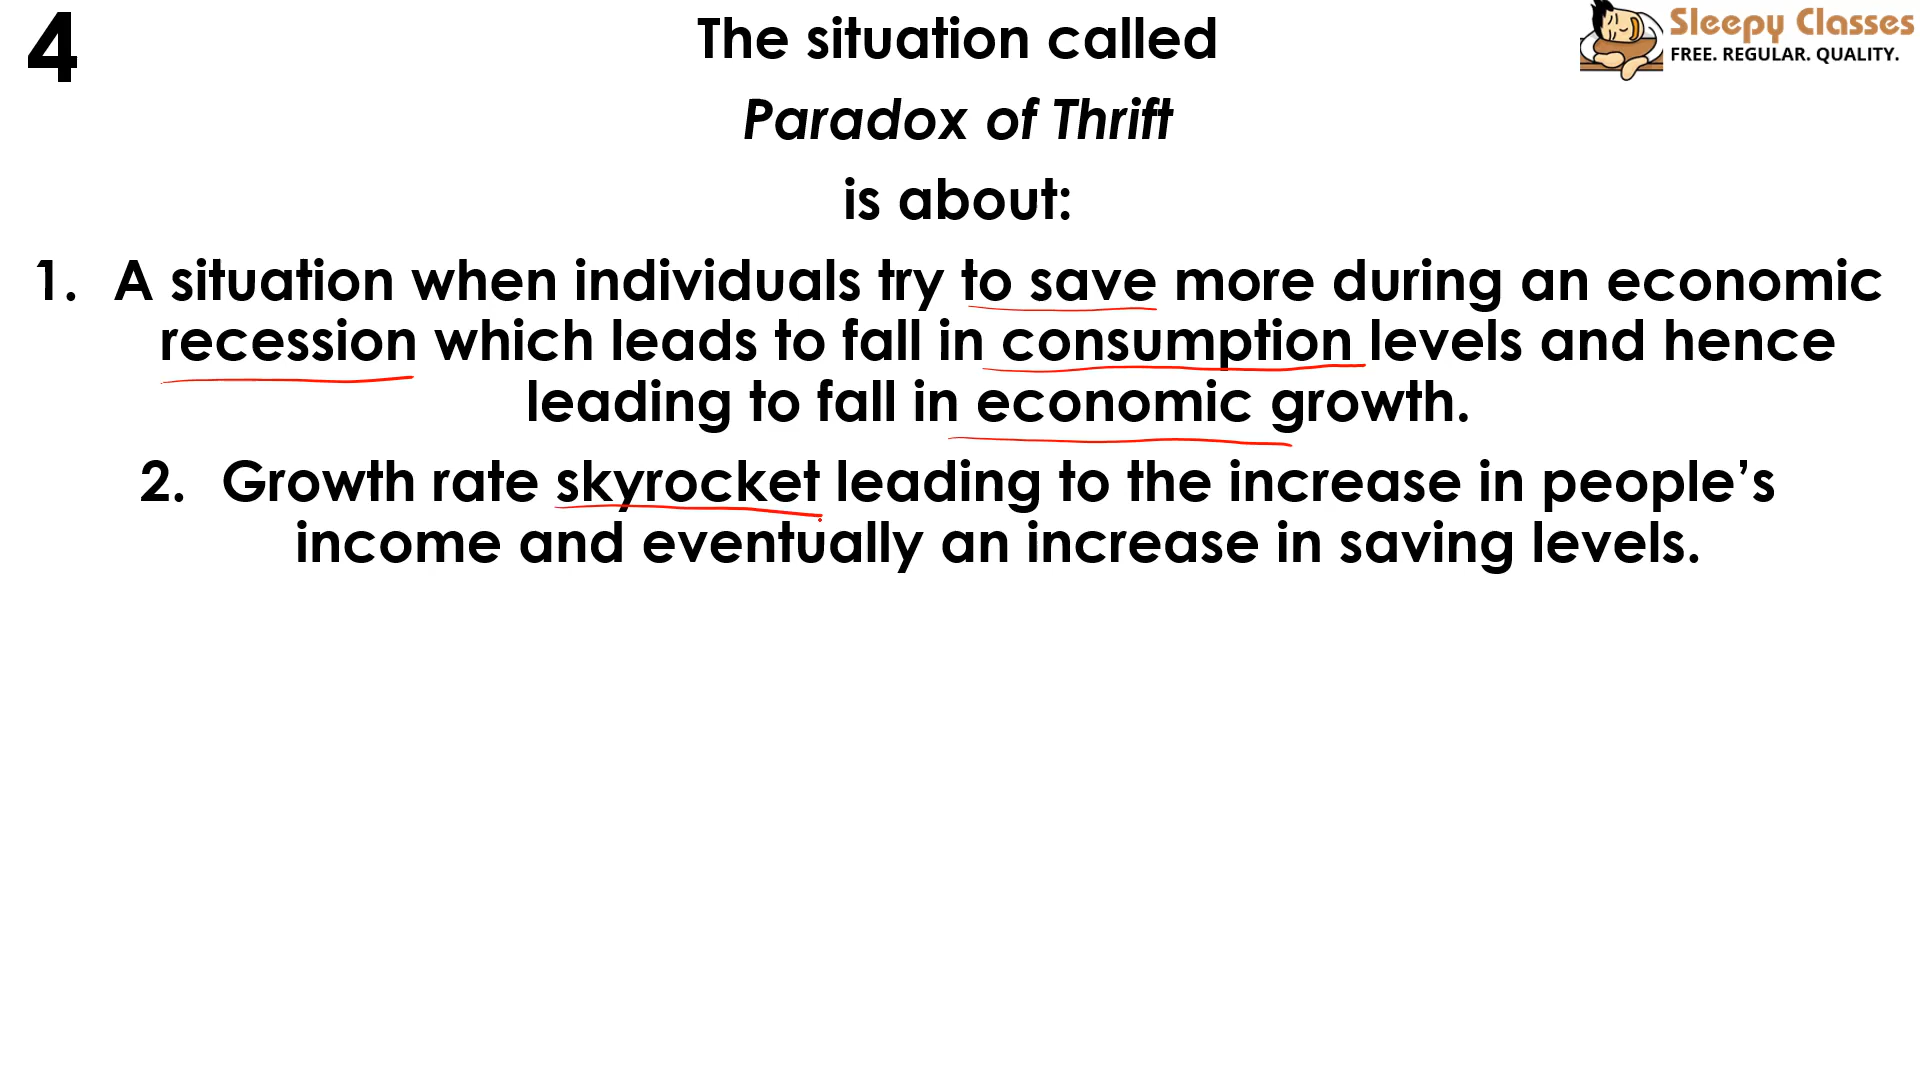 4
The situation called
Sleepy Classes
FREE. REGULAR. QUALITY.
Paradox of Thrift
is about:
1. A situation when individuals try to save more during an economic
recession which leads to fall in consumption levels and hence
leading to fall in economic growth.
2. Growth rate skyrocket leading to the increase in people’s
income and eventually an increase in saving levels.